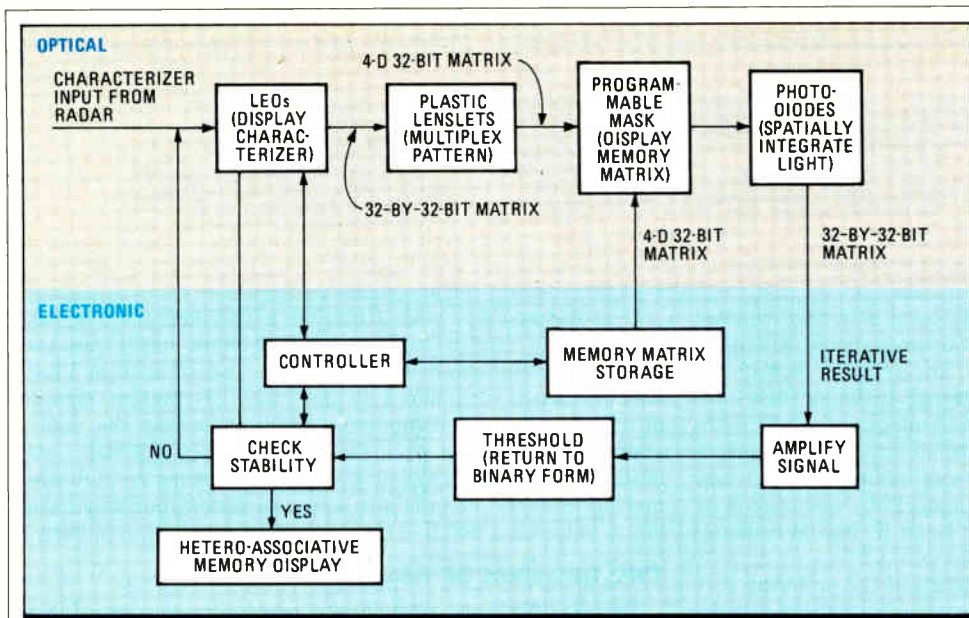 OPTICAL
CHARACTERIZER
INPUT FROM
RADAR
LEOs
(DISPLAY
CHARAC-
TERIZER)
32-BY-32-BIT MATRIX
PLASTIC
LENSLETS
(MULTIPLEX
PATTERN)
4-D 32-BIT MATRIX
PROGRAM-
MABLE
MASK
(DISPLAY
MEMORY
MATRIX)
PHOTO-
OIODES
(SPATIALLY
INTEGRATE
LIGHT)
4-D 32-BIT
MATRIX
32-BY-32-BIT
MATRIX
ELECTRONIC
CONTROLLER
MEMORY MATRIX
STORAGE
ITERATIVE
RESULT
NO
CHECK
STABILITY
THRESHOLD
(RETURN TO
BINARY FORM)
AMPLIFY
SIGNAL
YES
HETERO-ASSOCIATIVE
MEMORY DISPLAY